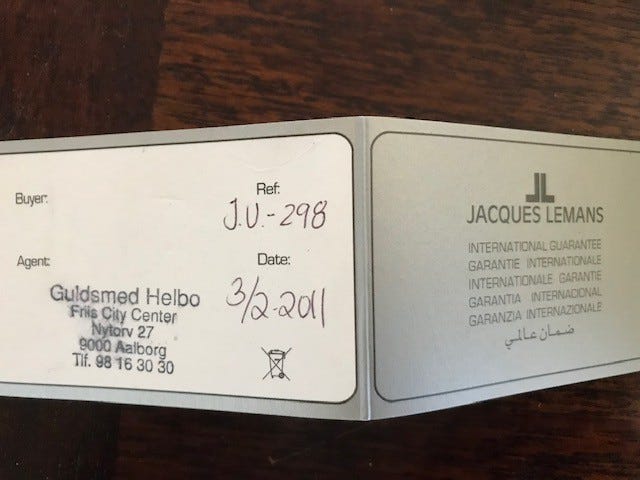 Buyer:
Ref:
J.U.-298
Agent:
Date:
3/2-2011
Guldsmed Helbo
Friis City Center
Nytorv 27
9000 Aalborg
Tlf. 98 16 30 30
JL
JACQUES LEMANS
INTERNATIONAL GUARANTEE
GARANTIE INTERNATIONALE
INTERNATIONALE GARANTIE
GARANTIA INTERNACIONAL
GARANZIA INTERNAZIONALE
ضمان عالمي